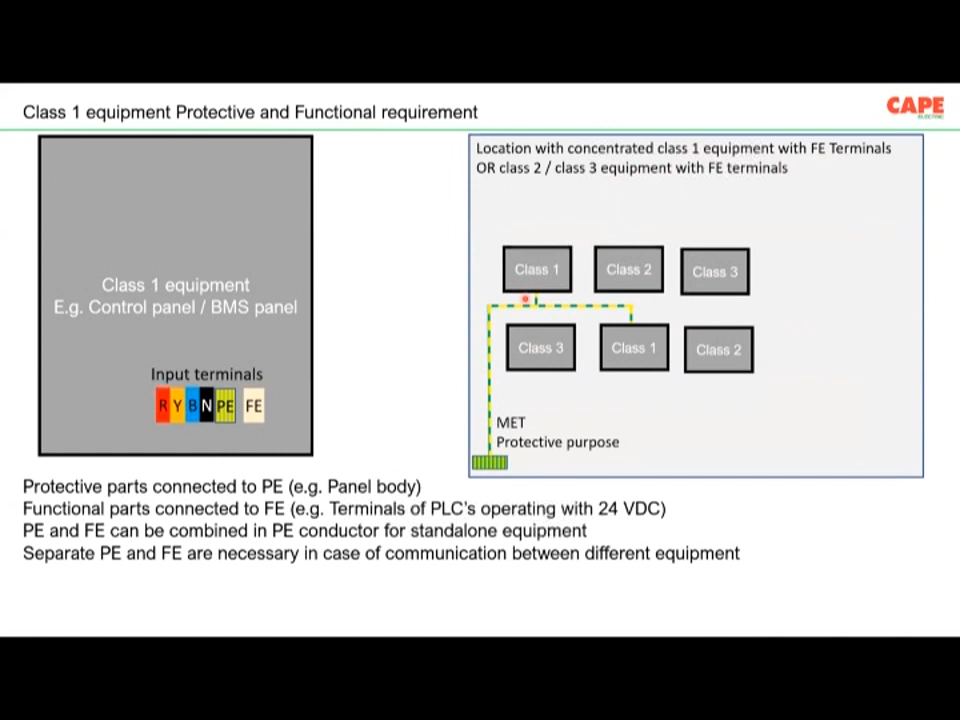 Class 1 equipment Protective and Functional requirement
CAPE
ELECTRIC
Class 1 equipment
E.g. Control panel / BMS panel
Input terminals
R Y B N PE FE
Location with concentrated class 1 equipment with FE Terminals
OR class 2 / class 3 equipment with FE terminals
Class 1 Class 2 Class 3
Class 3 Class 1 Class 2
MET
Protective purpose
Protective parts connected to PE (e.g. Panel body)
Functional parts connected to FE (e.g. Terminals of PLC's operating with 24 VDC)
PE and FE can be combined in PE conductor for standalone equipment
Separate PE and FE are necessary in case of communication between different equipment